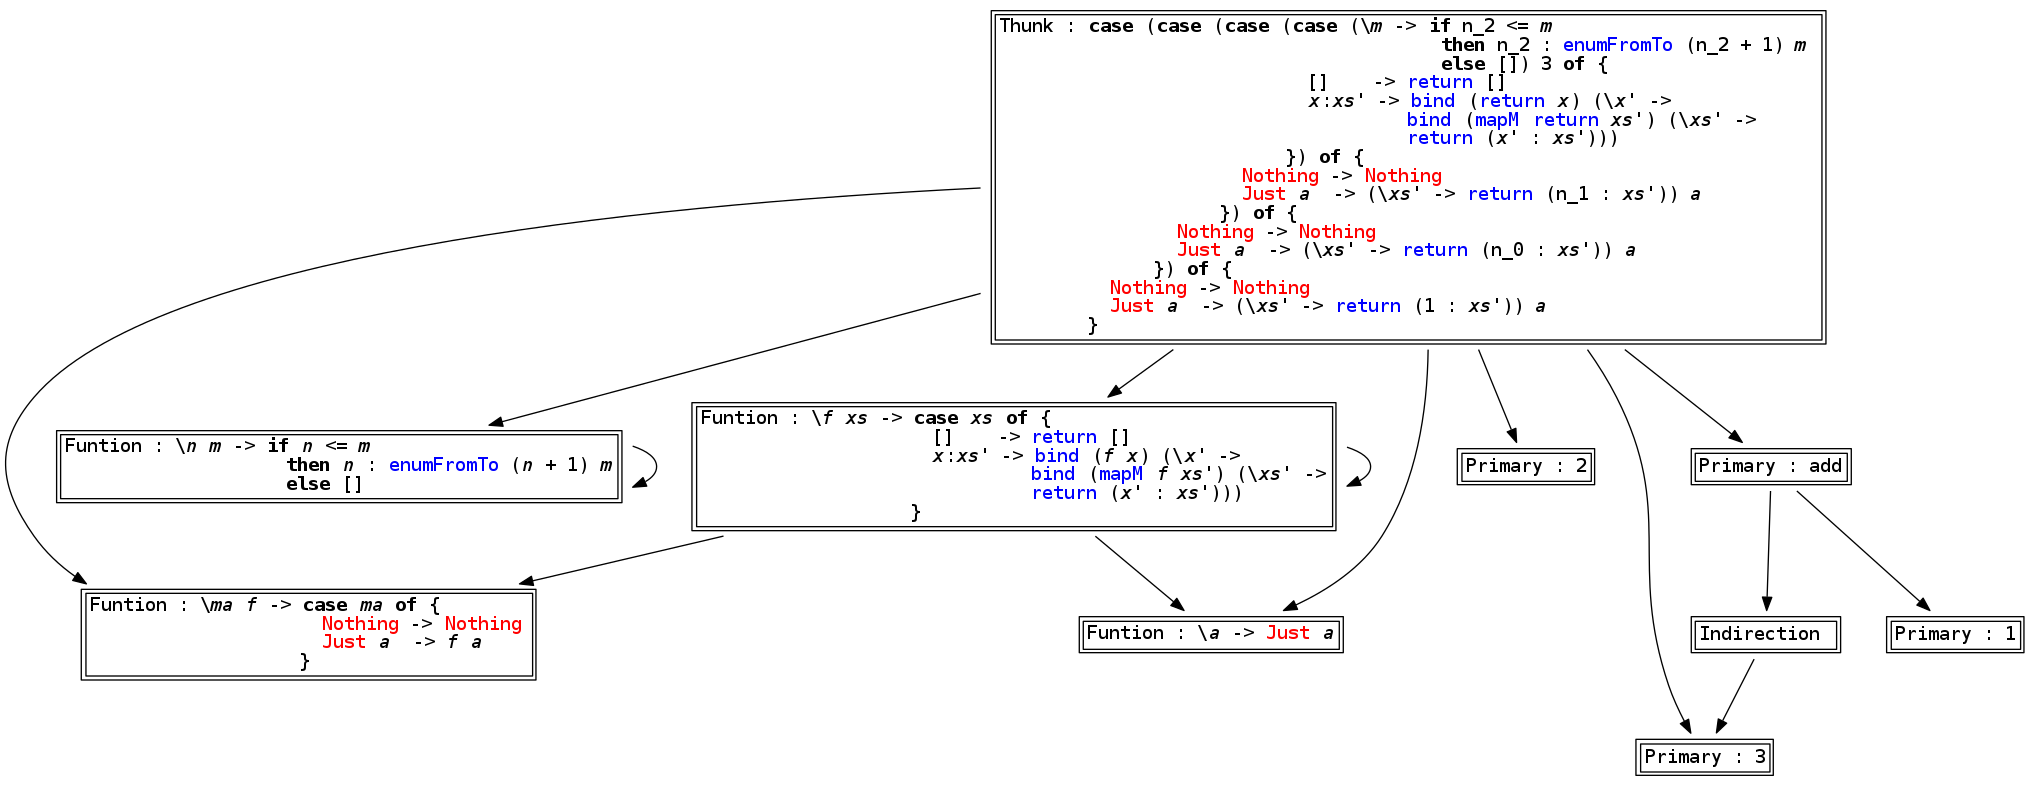 Thunk : case (case (case (case (\m -> if n_2 <= m
then n_2 : enumFromTo (n_2 + 1) m
else []) 3 of {
[]    -> return []
x:xs' -> bind (return x) (\x' ->
bind (mapM return xs') (\xs' ->
return (x' : xs')))
}) of {
Nothing -> Nothing
Just a  -> (\xs' -> return (n_1 : xs')) a
}) of {
Nothing -> Nothing
Just a  -> (\xs' -> return (n_0 : xs')) a
}) of {
Nothing -> Nothing
Just a  -> (\xs' -> return (1 : xs')) a
}
Funtion : \n m -> if n <= m
then n : enumFromTo (n + 1) m
else []
Funtion : \f xs -> case xs of {
[]    -> return []
x:xs' -> bind (f x) (\x' ->
bind (mapM f xs') (\xs' ->
return (x' : xs')))
}
Primary : 2
Primary : add
Funtion : \ma f -> case ma of {
Nothing -> Nothing
Just a  -> f a
}
Funtion : \a -> Just a
Indirection
Primary : 1
Primary : 3